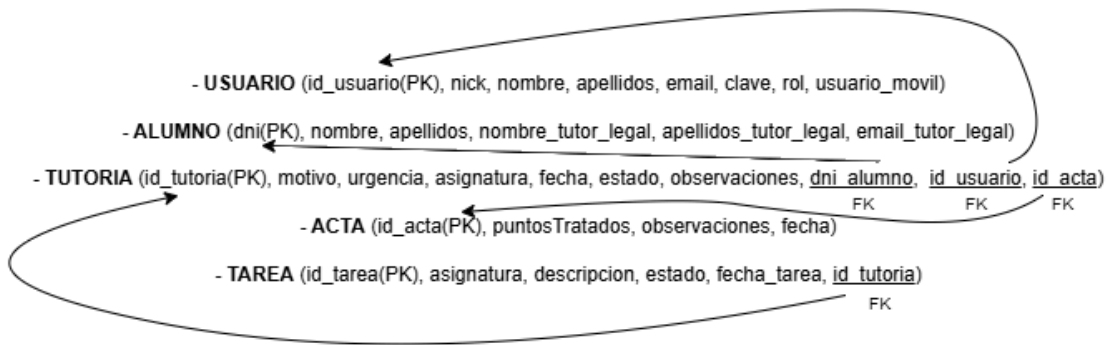 - USUARIO (id_usuario(PK), nick, nombre, apellidos, email, clave, rol, usuario_movil)
- ALUMNO (dni(PK), nombre, apellidos, nombre_tutor_legal, apellidos_tutor_legal, email_tutor_legal)
- TUTORIA (id_tutoria(PK), motivo, urgencia, asignatura, fecha, estado, observaciones, dni_alumno, id_usuario, id_acta)
FK FK FK
- ACTA (id_acta(PK), puntosTratados, observaciones, fecha)
- TAREA (id_tarea(PK), asignatura, descripcion, estado, fecha_tarea, id_tutoria)
FK